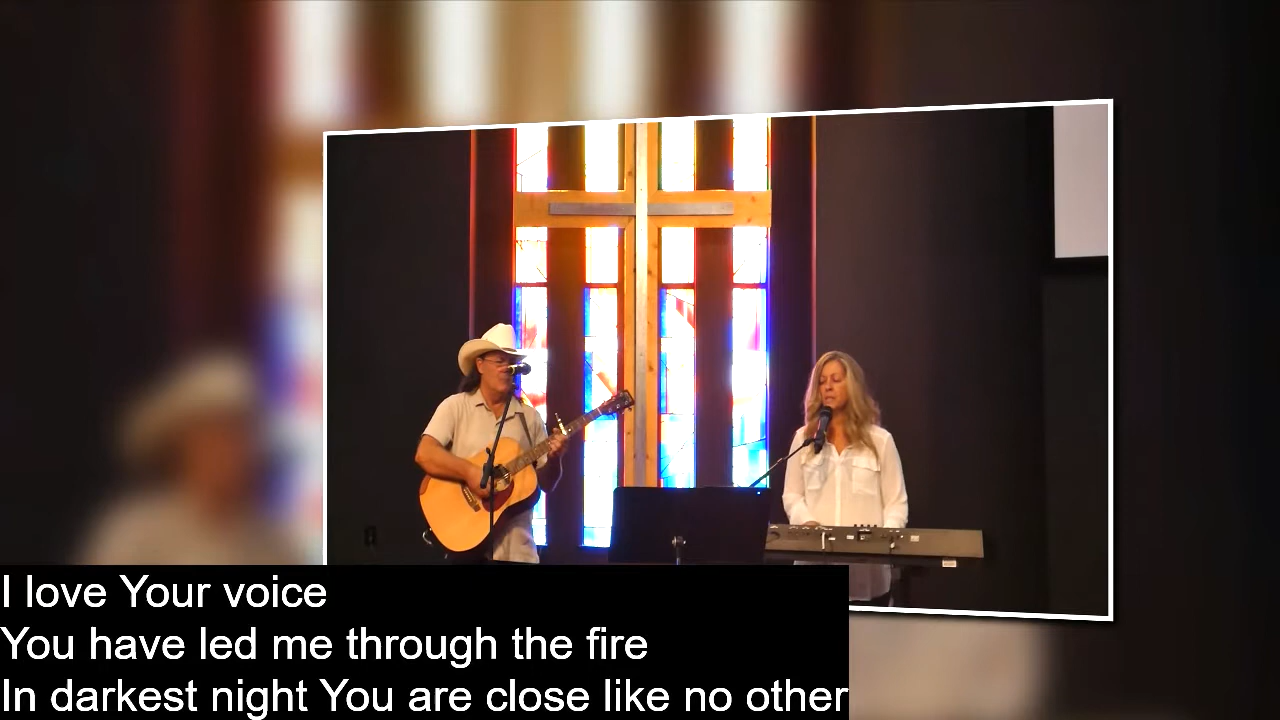 I love Your voice
You have led me through the fire
In darkest night You are close like no other